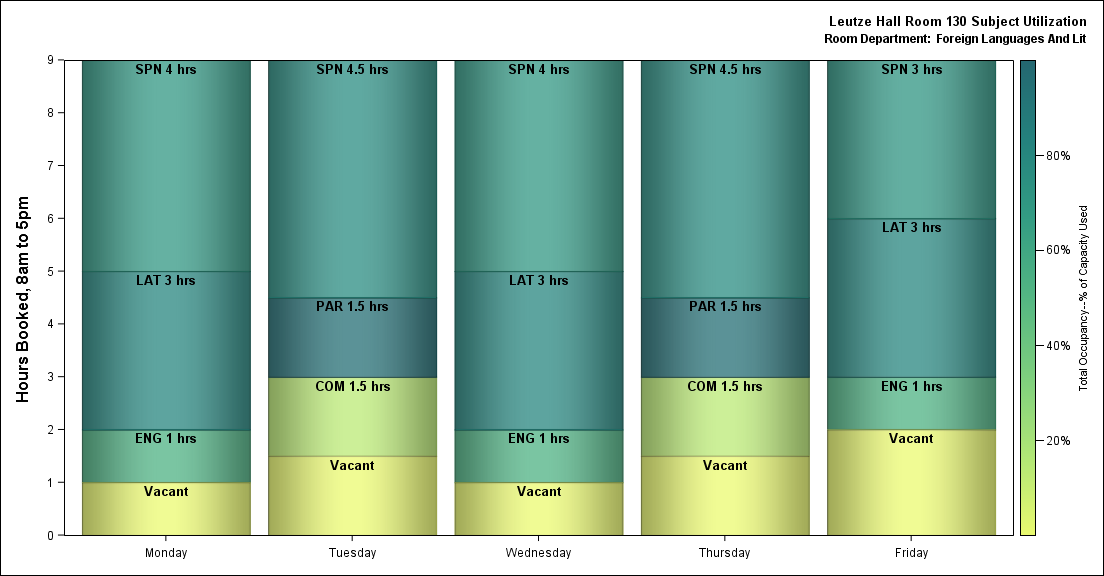 Leutze Hall Room 130 Subject Utilization
Room Department: Foreign Languages And Lit
Hours Booked, 8am to 5pm
9
8
7
6
5
4
3
2
1
0
SPN 4 hrs
LAT 3 hrs
ENG 1 hrs
Vacant
Monday
SPN 4.5 hrs
PAR 1.5 hrs
COM 1.5 hrs
Vacant
Tuesday
SPN 4 hrs
LAT 3 hrs
ENG 1 hrs
Vacant
Wednesday
SPN 4.5 hrs
PAR 1.5 hrs
COM 1.5 hrs
Vacant
Thursday
SPN 3 hrs
LAT 3 hrs
ENG 1 hrs
Vacant
Friday
80%
60%
40%
20%
Total Occupancy--% of Capacity Used